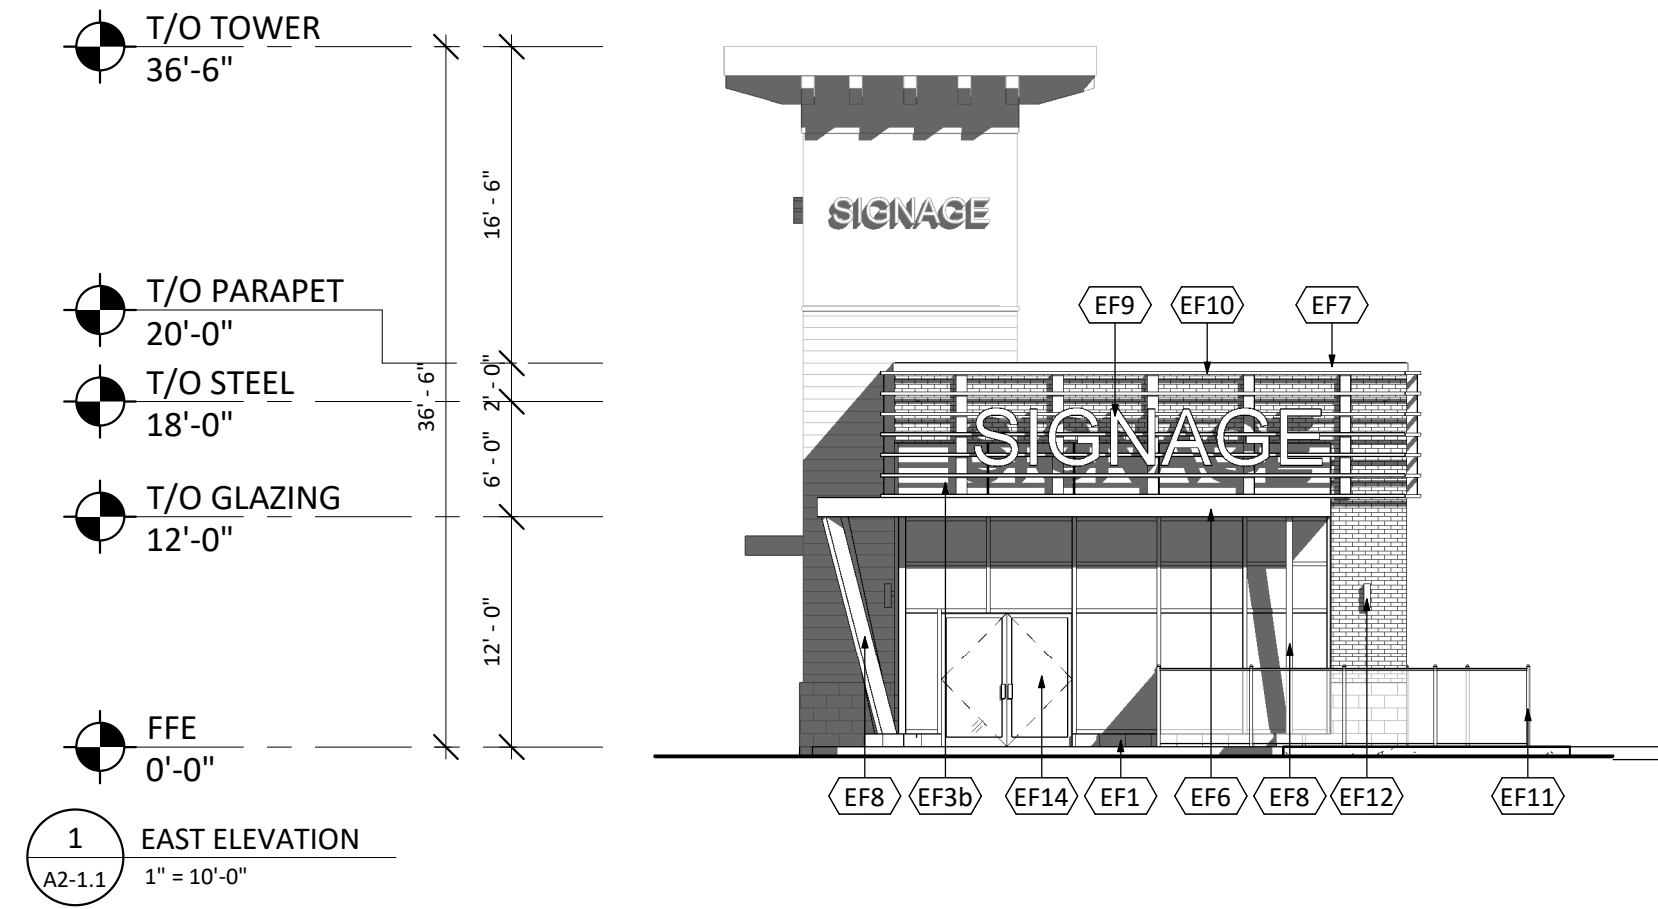 T/O TOWER
36'-6"
T/O PARAPET
20'-0"
T/O STEEL
18'-0"
T/O GLAZING
12'-0"
FFE
0'-0"
36' - 6"
16' - 6"
2' - 0"
6' - 0"
12' - 0"
SIGNAGE
EF9 EF10 EF7
SIGNAGE
EF8 EF3b EF14 EF1 EF6 EF8 EF12 EF11
1
A2-1.1
EAST ELEVATION
1" = 10'-0"